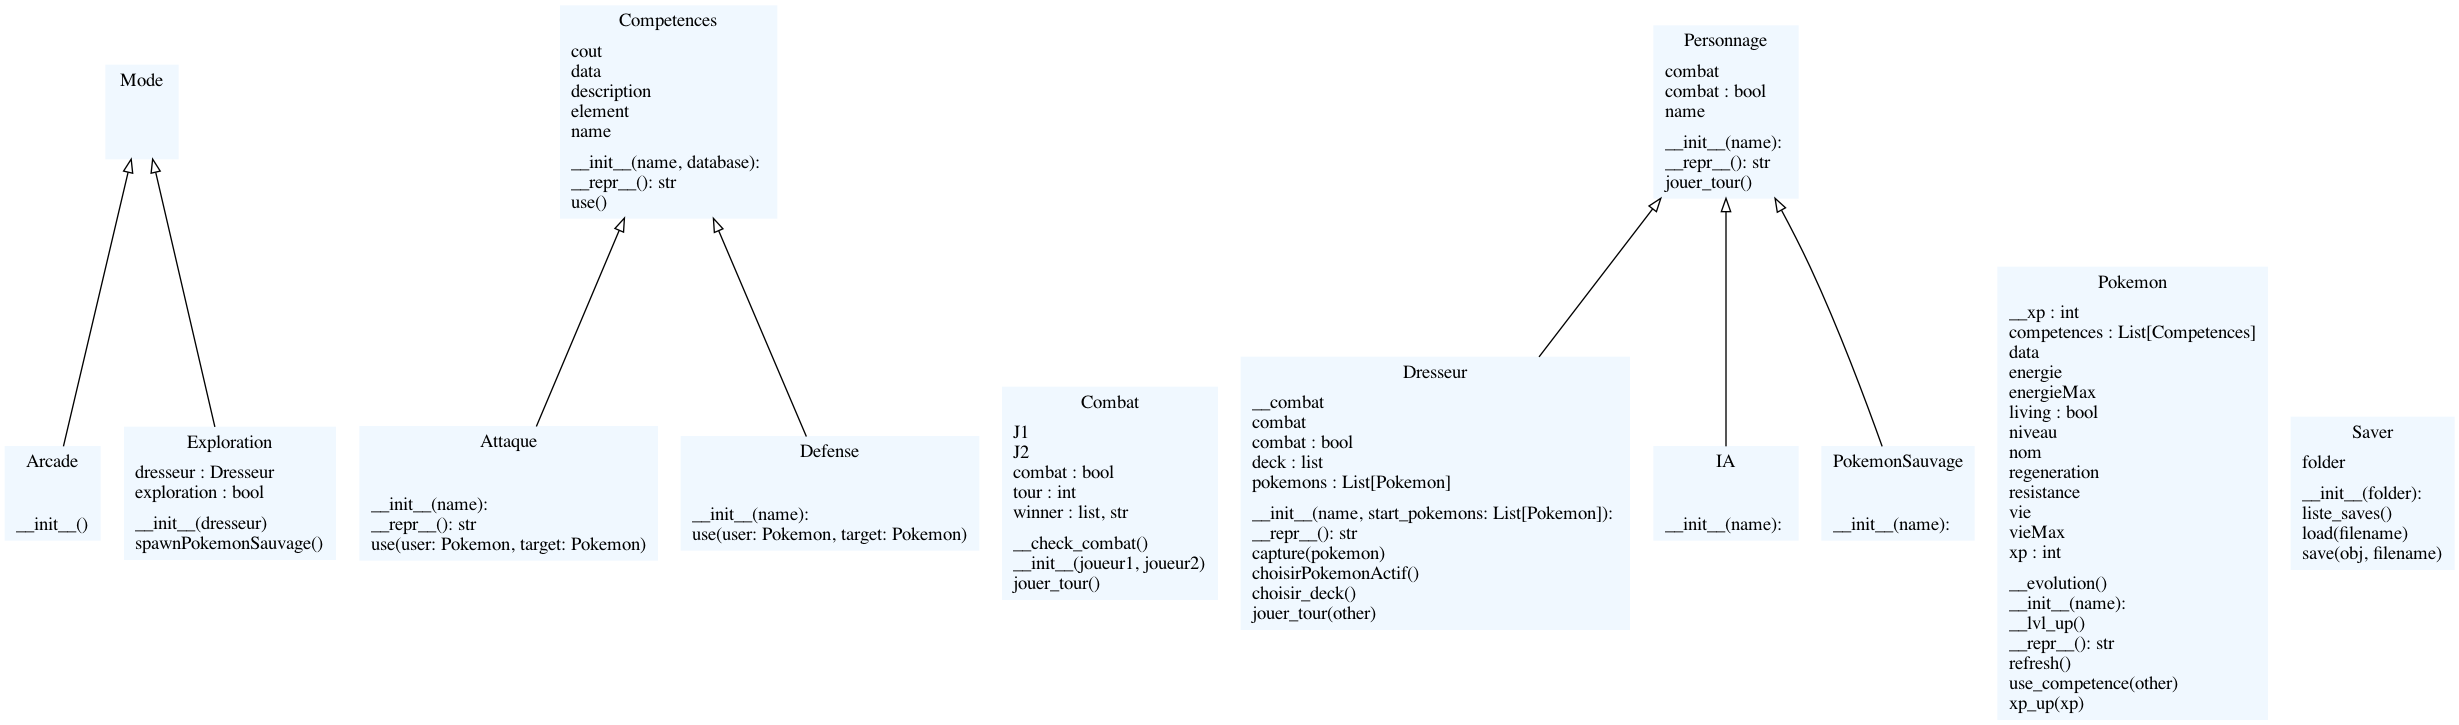 Mode
Competences
cout
data
description
element
name
__init__(name, database):
__repr__(): str
use()
Personnage
combat
combat : bool
name
__init__(name):
__repr__(): str
jouer_tour()
Arcade
__init__()
Exploration
dresseur : Dresseur
exploration : bool
__init__(dresseur)
spawnPokemonSauvage()
Attaque
__init__(name):
__repr__(): str
use(user: Pokemon, target: Pokemon)
Defense
__init__(name):
use(user: Pokemon, target: Pokemon)
Combat
J1
J2
combat : bool
tour : int
winner : list, str
__check_combat()
__init__(joueur1, joueur2)
jouer_tour()
Dresseur
__combat
combat
combat : bool
deck : list
pokemons : List[Pokemon]
__init__(name, start_pokemons: List[Pokemon]):
__repr__(): str
capture(pokemon)
choisirPokemonActif()
choisir_deck()
jouer_tour(other)
IA
__init__(name):
PokemonSauvage
__init__(name):
Pokemon
__xp : int
competences : List[Competences]
data
energie
energieMax
living : bool
niveau
nom
regeneration
resistance
vie
vieMax
xp : int
__evolution()
__init__(name):
__lvl_up()
__repr__(): str
refresh()
use_competence(other)
xp_up(xp)
Saver
folder
__init__(folder):
liste_saves()
load(filename)
save(obj, filename)